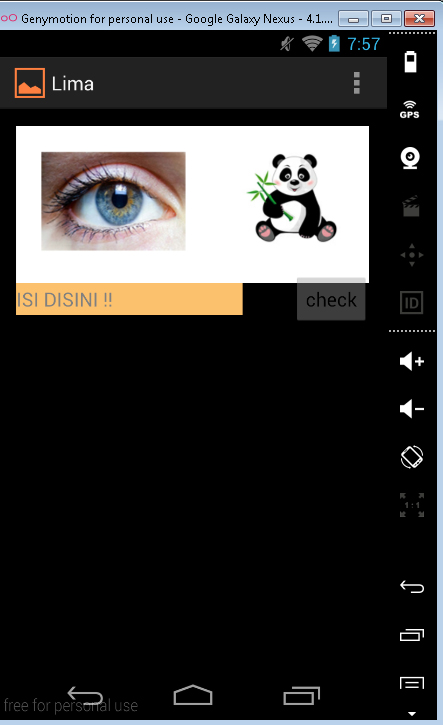 Genymotion for personal use - Google Galaxy Nexus - 4.1....
7:57
Lima
GPS
ISI DISINI !!
check
ID
1:1
free for personal use